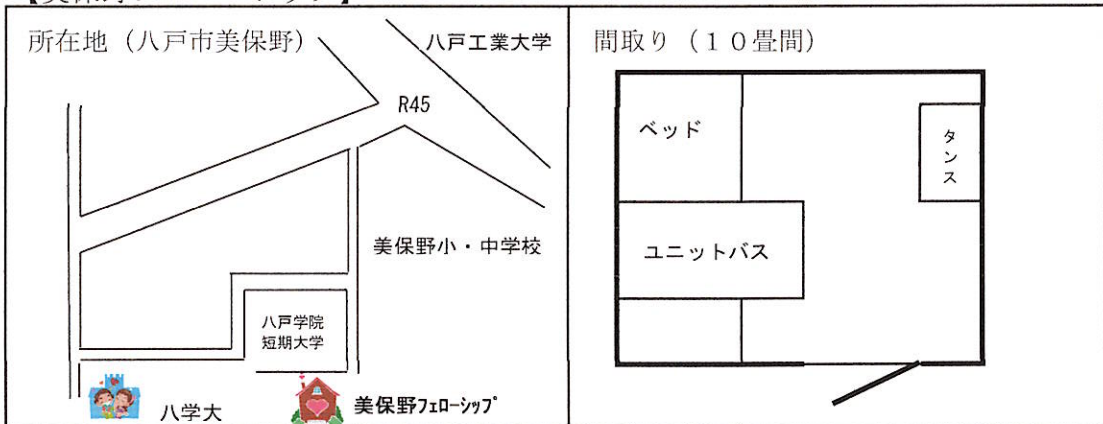 所在地（八戸市美保野）
八戸工業大学
R45
美保野小・中学校
八戸学院
短期大学
八学大
美保野フェローシップ
間取り（１０畳間）
ベッド
タンス
ユニットバス